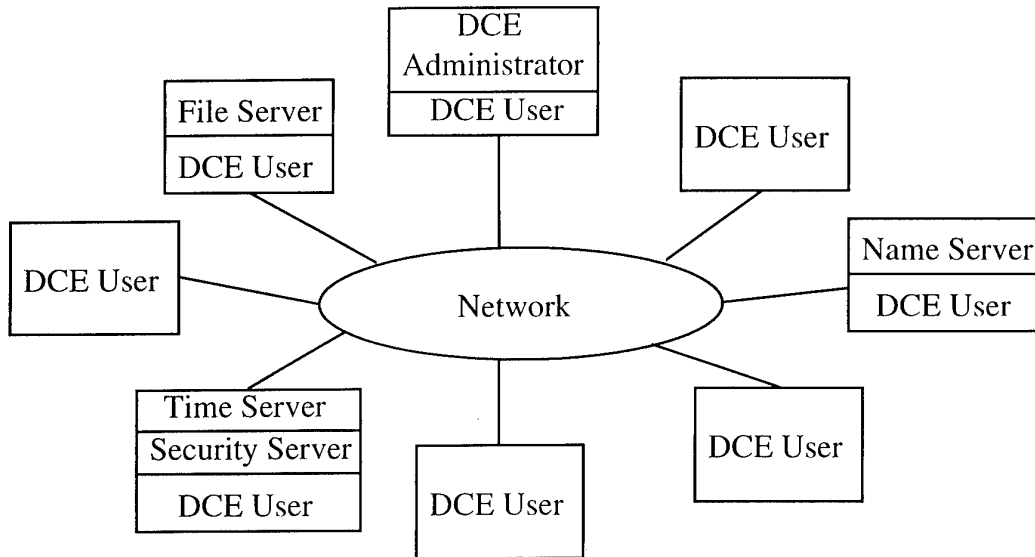 DCE
Administrator
DCE User
File Server
DCE User
DCE User
DCE User
Name Server
DCE User
Network
Time Server
Security Server
DCE User
DCE User
DCE User